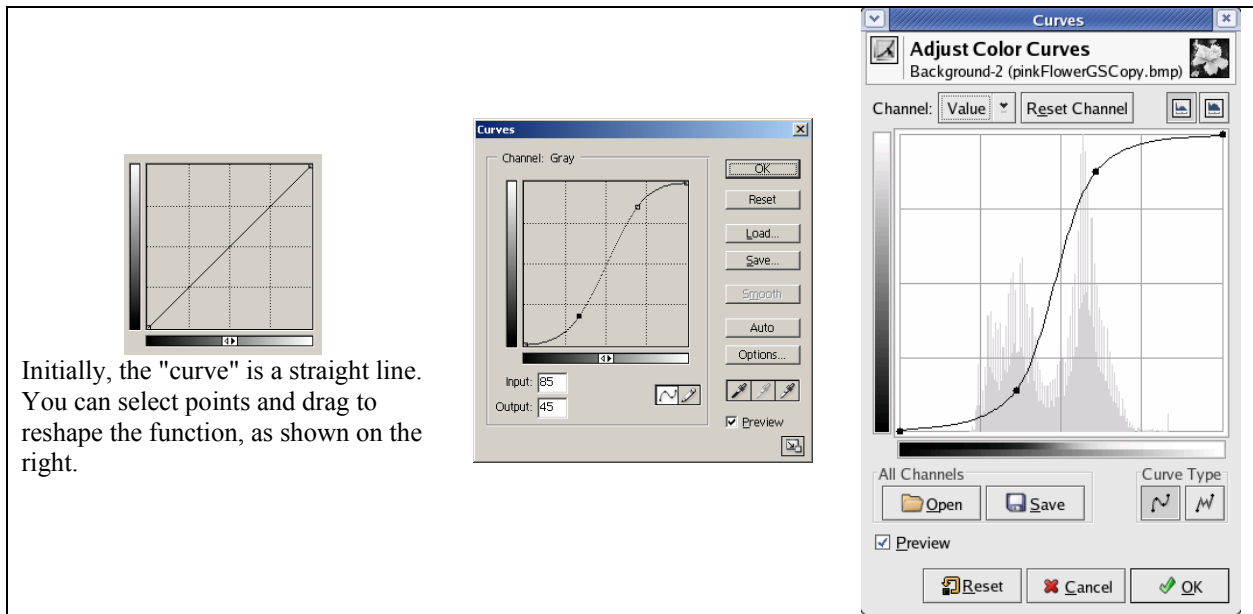 Initially, the "curve" is a straight line.
You can select points and drag to
reshape the function, as shown on the
right.
Curves
Channel: Gray
OK
Reset
Load...
Save...
Smooth
Auto
Options...
Input: 85
Output: 45
Preview
Curves
Adjust Color Curves
Background-2 (pinkFlowerGSCopy.bmp)
Channel: Value Reset Channel
All Channels
Curve Type
Open Save
Preview
Reset Cancel OK